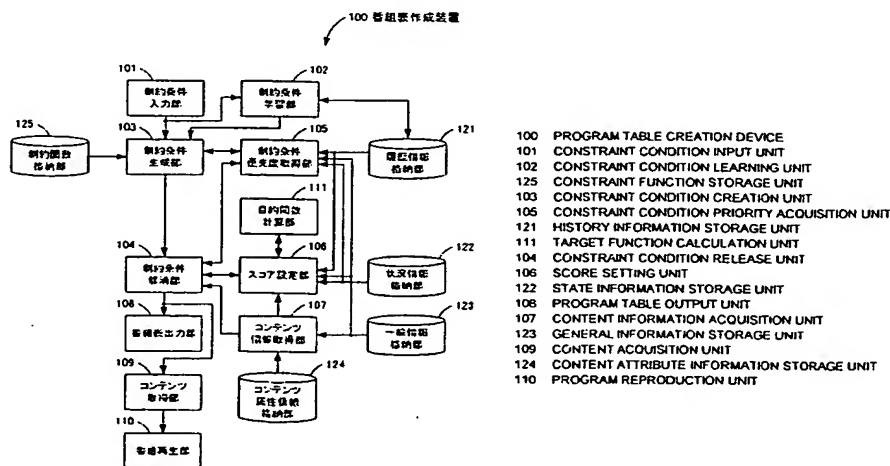 100 番組表作成装置
101
102
制約条件
入力部
制約条件
学習部
125
103
105
121
制約関数
格納部
制約条件
生成部
制約条件
優先度取得部
履歴情報
格納部
111
目的関数
計算部
104
106
122
制約条件
解消部
スコア設定部
状況情報
格納部
108
107
123
番組表出力部
コンテンツ
情報取得部
一般情報
格納部
109
124
コンテンツ
取得部
コンテンツ
属性情報
格納部
110
番組再生部
100 PROGRAM TABLE CREATION DEVICE
101 CONSTRAINT CONDITION INPUT UNIT
102 CONSTRAINT CONDITION LEARNING UNIT
125 CONSTRAINT FUNCTION STORAGE UNIT
103 CONSTRAINT CONDITION CREATION UNIT
105 CONSTRAINT CONDITION PRIORITY ACQUISITION UNIT
121 HISTORY INFORMATION STORAGE UNIT
111 TARGET FUNCTION CALCULATION UNIT
104 CONSTRAINT CONDITION RELEASE UNIT
106 SCORE SETTING UNIT
122 STATE INFORMATION STORAGE UNIT
108 PROGRAM TABLE OUTPUT UNIT
107 CONTENT INFORMATION ACQUISITION UNIT
123 GENERAL INFORMATION STORAGE UNIT
109 CONTENT ACQUISITION UNIT
124 CONTENT ATTRIBUTE INFORMATION STORAGE UNIT
110 PROGRAM REPRODUCTION UNIT